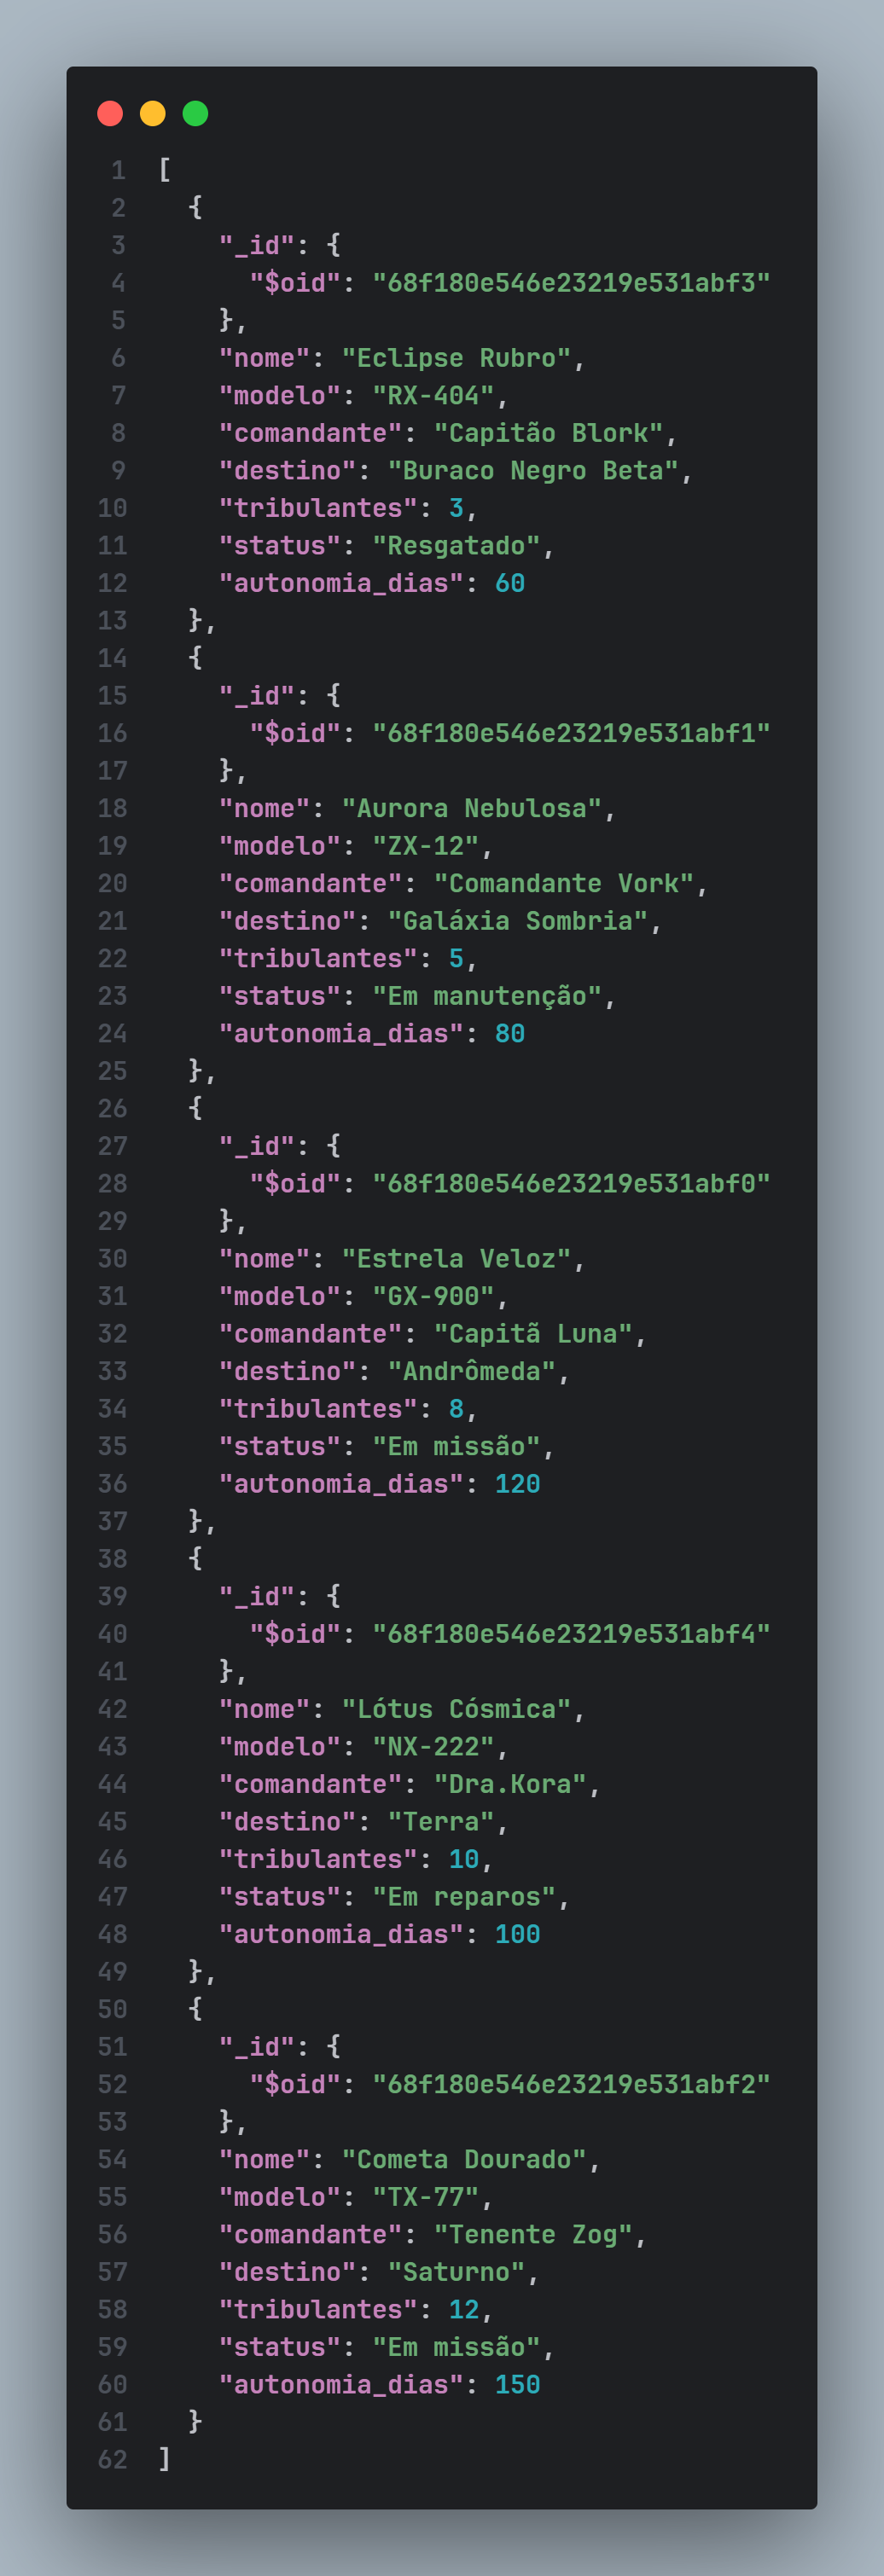 1 [
2   {
3     "_id": {
4       "$oid": "68f180e546e23219e531abf3"
5     },
6     "nome": "Eclipse Rubro",
7     "modelo": "RX-404",
8     "comandante": "Capitão Blork",
9     "destino": "Buraco Negro Beta",
10     "tribulantes": 3,
11     "status": "Resgatado",
12     "autonomia_dias": 60
13   },
14   {
15     "_id": {
16       "$oid": "68f180e546e23219e531abf1"
17     },
18     "nome": "Aurora Nebulosa",
19     "modelo": "ZX-12",
20     "comandante": "Comandante Vork",
21     "destino": "Galáxia Sombria",
22     "tribulantes": 5,
23     "status": "Em manutenção",
24     "autonomia_dias": 80
25   },
26   {
27     "_id": {
28       "$oid": "68f180e546e23219e531abf0"
29     },
30     "nome": "Estrela Veloz",
31     "modelo": "GX-900",
32     "comandante": "Capitã Luna",
33     "destino": "Andrômeda",
34     "tribulantes": 8,
35     "status": "Em missão",
36     "autonomia_dias": 120
37   },
38   {
39     "_id": {
40       "$oid": "68f180e546e23219e531abf4"
41     },
42     "nome": "Lótus Cósmica",
43     "modelo": "NX-222",
44     "comandante": "Dra.Kora",
45     "destino": "Terra",
46     "tribulantes": 10,
47     "status": "Em reparos",
48     "autonomia_dias": 100
49   },
50   {
51     "_id": {
52       "$oid": "68f180e546e23219e531abf2"
53     },
54     "nome": "Cometa Dourado",
55     "modelo": "TX-77",
56     "comandante": "Tenente Zog",
57     "destino": "Saturno",
58     "tribulantes": 12,
59     "status": "Em missão",
60     "autonomia_dias": 150
61   }
62 ]